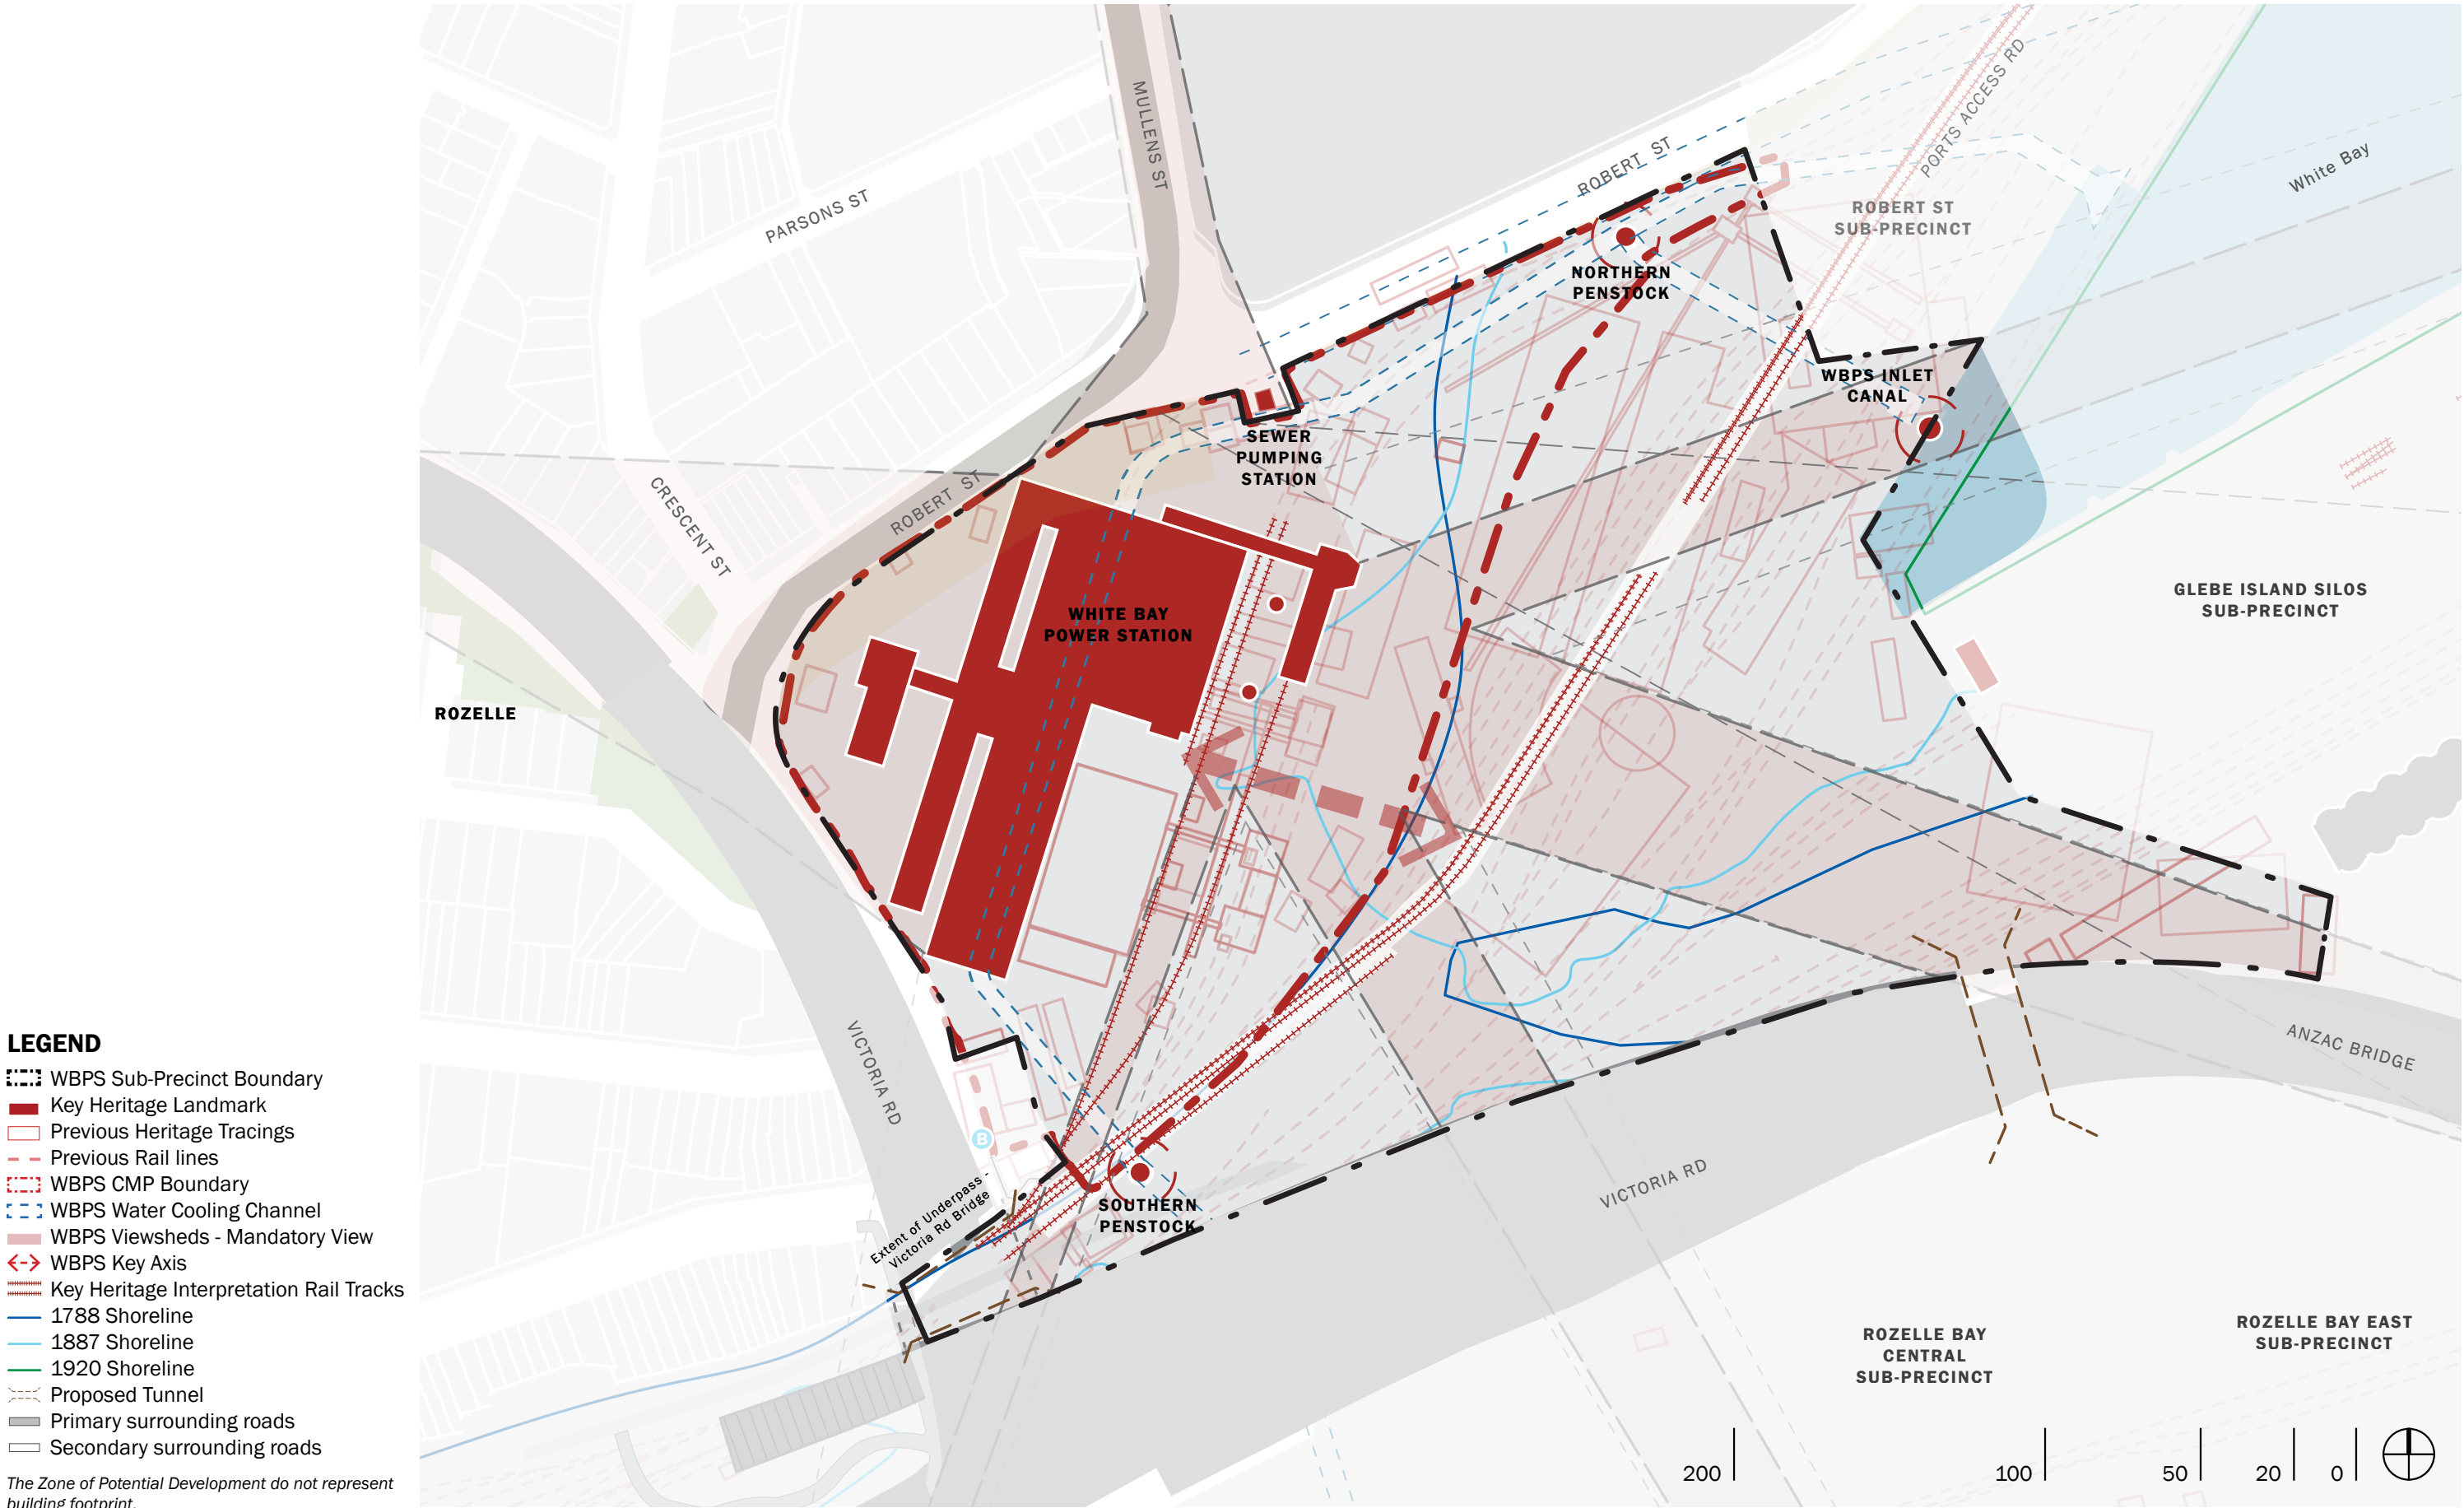 MULLENS ST
PARSONS ST
ROBERT ST
PORTS ACCESS RD
White Bay
ROBERT ST
SUB-PRECINCT
NORTHERN
PENSTOCK
WBPS INLET
CANAL
SEWER
PUMPING
STATION
CRESCENT ST
ROBERT ST
WHITE BAY
POWER STATION
GLEBE ISLAND SILOS
SUB-PRECINCT
ROZELLE
VICTORIA RD
ANZAC BRIDGE
B
Extent of Underpass -
Victoria Rd Bridge
SOUTHERN
PENSTOCK
VICTORIA RD
ROZELLE BAY
CENTRAL
SUB-PRECINCT
ROZELLE BAY EAST
SUB-PRECINCT
200
100
50
20
0
LEGEND
WBPS Sub-Precinct Boundary
Key Heritage Landmark
Previous Heritage Tracings
Previous Rail lines
WBPS CMP Boundary
WBPS Water Cooling Channel
WBPS Viewsheds - Mandatory View
WBPS Key Axis
Key Heritage Interpretation Rail Tracks
1788 Shoreline
1887 Shoreline
1920 Shoreline
Proposed Tunnel
Primary surrounding roads
Secondary surrounding roads
The Zone of Potential Development do not represent
building footprint.